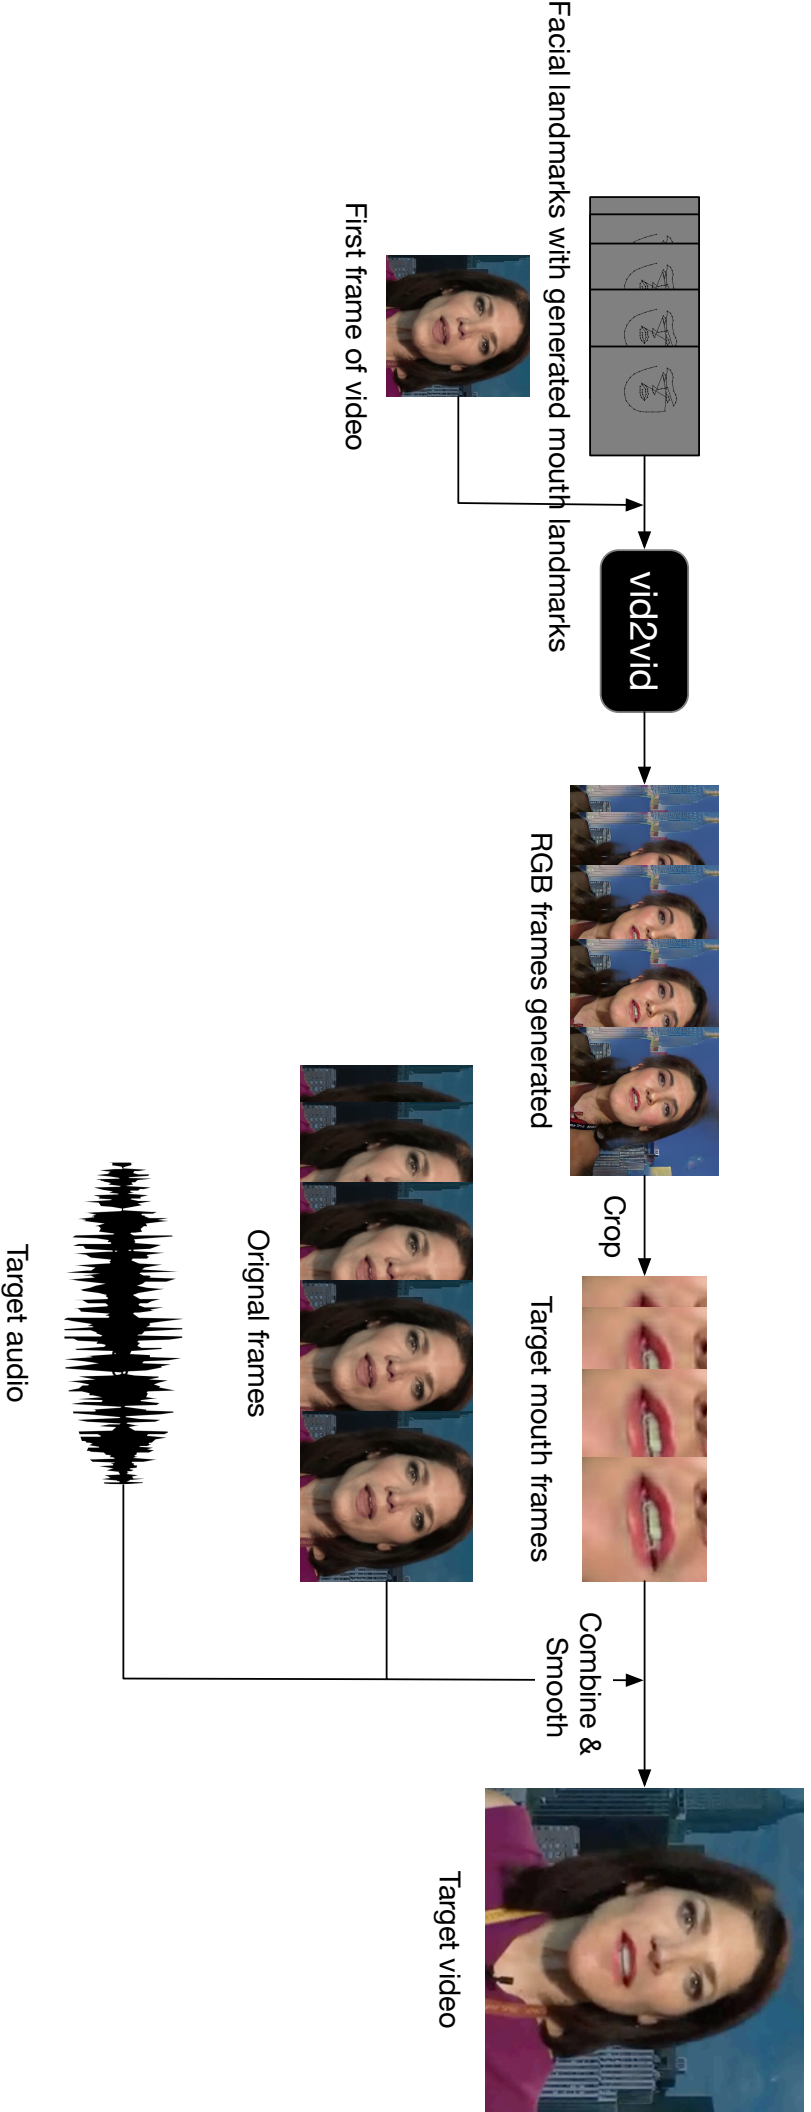 Facial landmarks with generated mouth landmarks
First frame of video
vid2vid
RGB frames generated
Crop
Target mouth frames
Orignal frames
Target audio
Combine &
Smooth
Target video